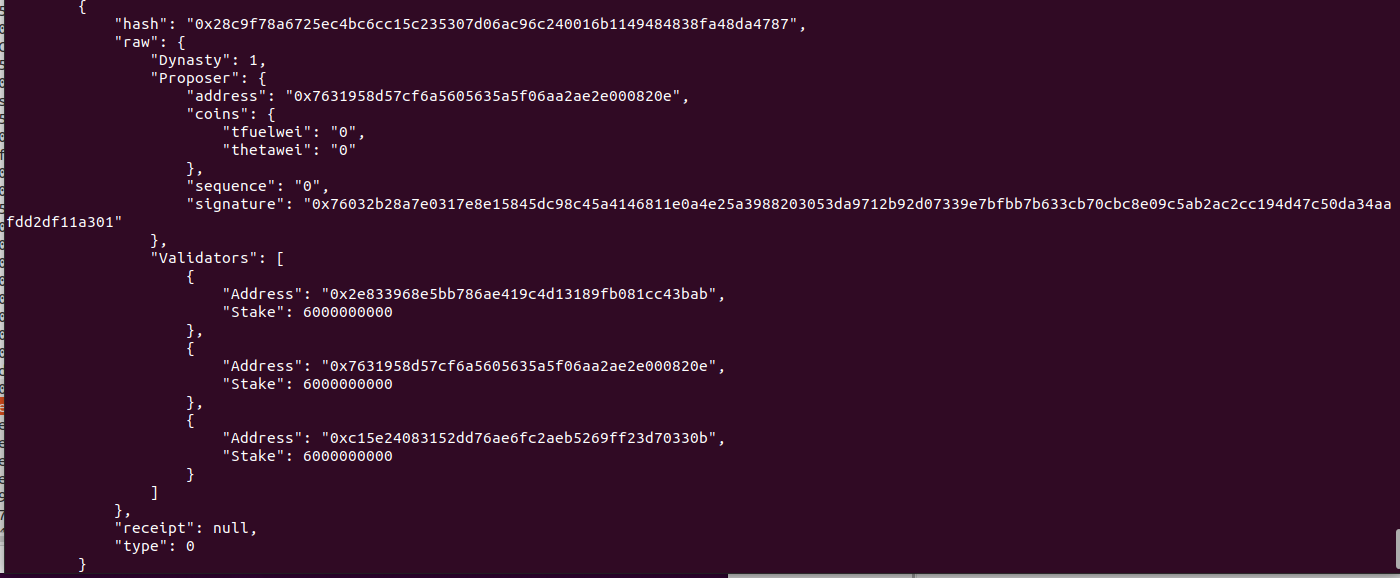 {
"hash": "0x28c9f78a6725ec4bc6cc15c235307d06ac96c240016b1149484838fa48da4787",
"raw": {
"Dynasty": 1,
"Proposer": {
"address": "0x7631958d57cf6a5605635a5f06aa2ae2e000820e",
"coins": {
"tfuelwei": "0",
"thetawei": "0"
},
"sequence": "0",
"signature": "0x76032b28a7e0317e8e15845dc98c45a4146811e0a4e25a3988203053da9712b92d07339e7bfbb7b633cb70cbc8e09c5ab2ac2cc194d47c50da34aa
fdd2df11a301"
},
"Validators": [
{
"Address": "0x2e833968e5bb786ae419c4d13189fb081cc43bab",
"Stake": 6000000000
},
{
"Address": "0x7631958d57cf6a5605635a5f06aa2ae2e000820e",
"Stake": 6000000000
},
{
"Address": "0xc15e24083152dd76ae6fc2aeb5269ff23d70330b",
"Stake": 6000000000
}
]
},
"receipt": null,
"type": 0
}